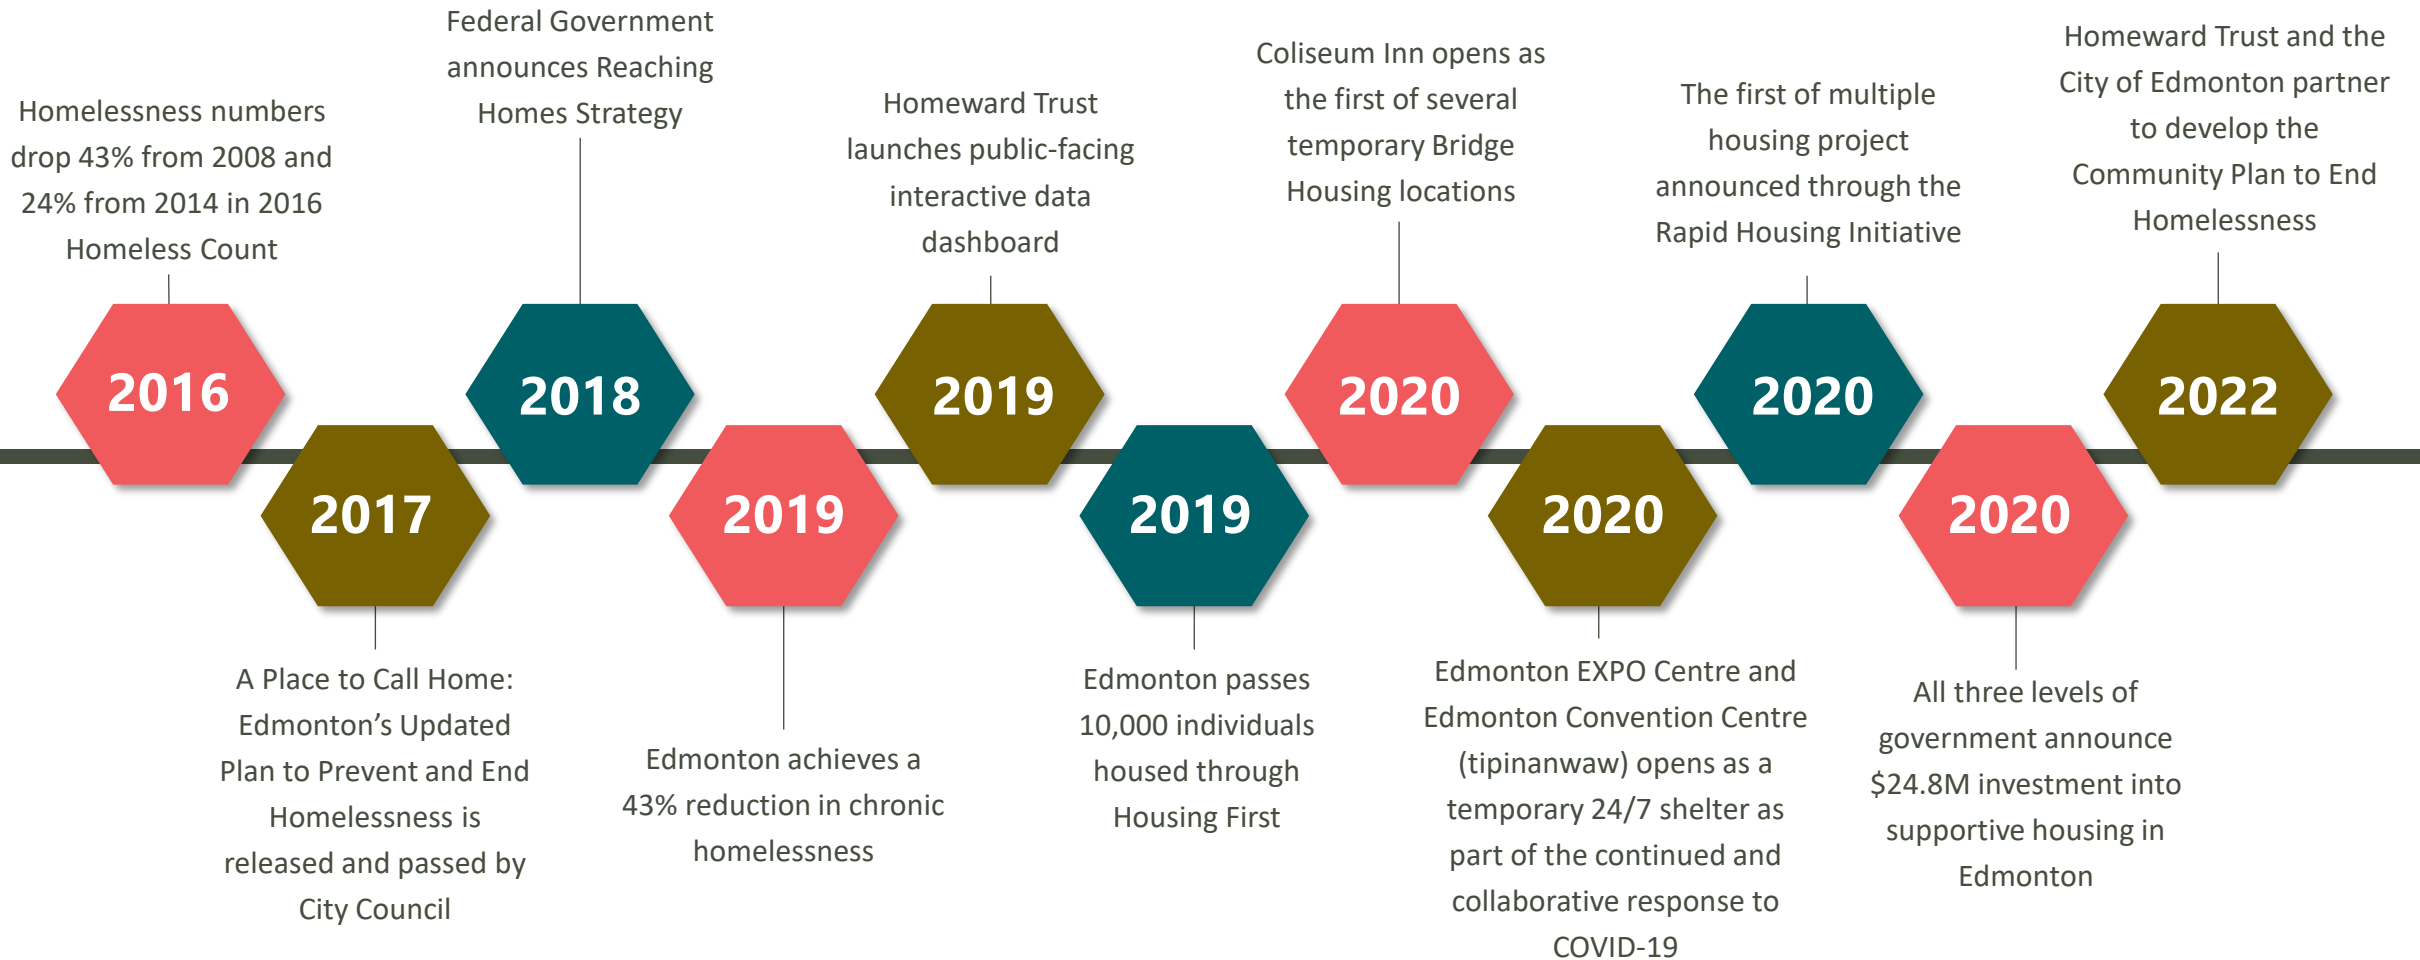 Homelessness numbers
drop 43% from 2008 and
24% from 2014 in 2016
Homeless Count
2016
2017
A Place to Call Home:
Edmonton’s Updated
Plan to Prevent and End
Homelessness is
released and passed by
City Council
Federal Government
announces Reaching
Homes Strategy
2018
2019
Edmonton achieves a
43% reduction in chronic
homelessness
Homeward Trust
launches public-facing
interactive data
dashboard
2019
2019
Edmonton passes
10,000 individuals
housed through
Housing First
Coliseum Inn opens as
the first of several
temporary Bridge
Housing locations
2020
2020
Edmonton EXPO Centre and
Edmonton Convention Centre
(tipinanwaw) opens as a
temporary 24/7 shelter as
part of the continued and
collaborative response to
COVID-19
The first of multiple
housing project
announced through the
Rapid Housing Initiative
2020
2020
All three levels of
government announce
$24.8M investment into
supportive housing in
Edmonton
Homeward Trust and the
City of Edmonton partner
to develop the
Community Plan to End
Homelessness
2022